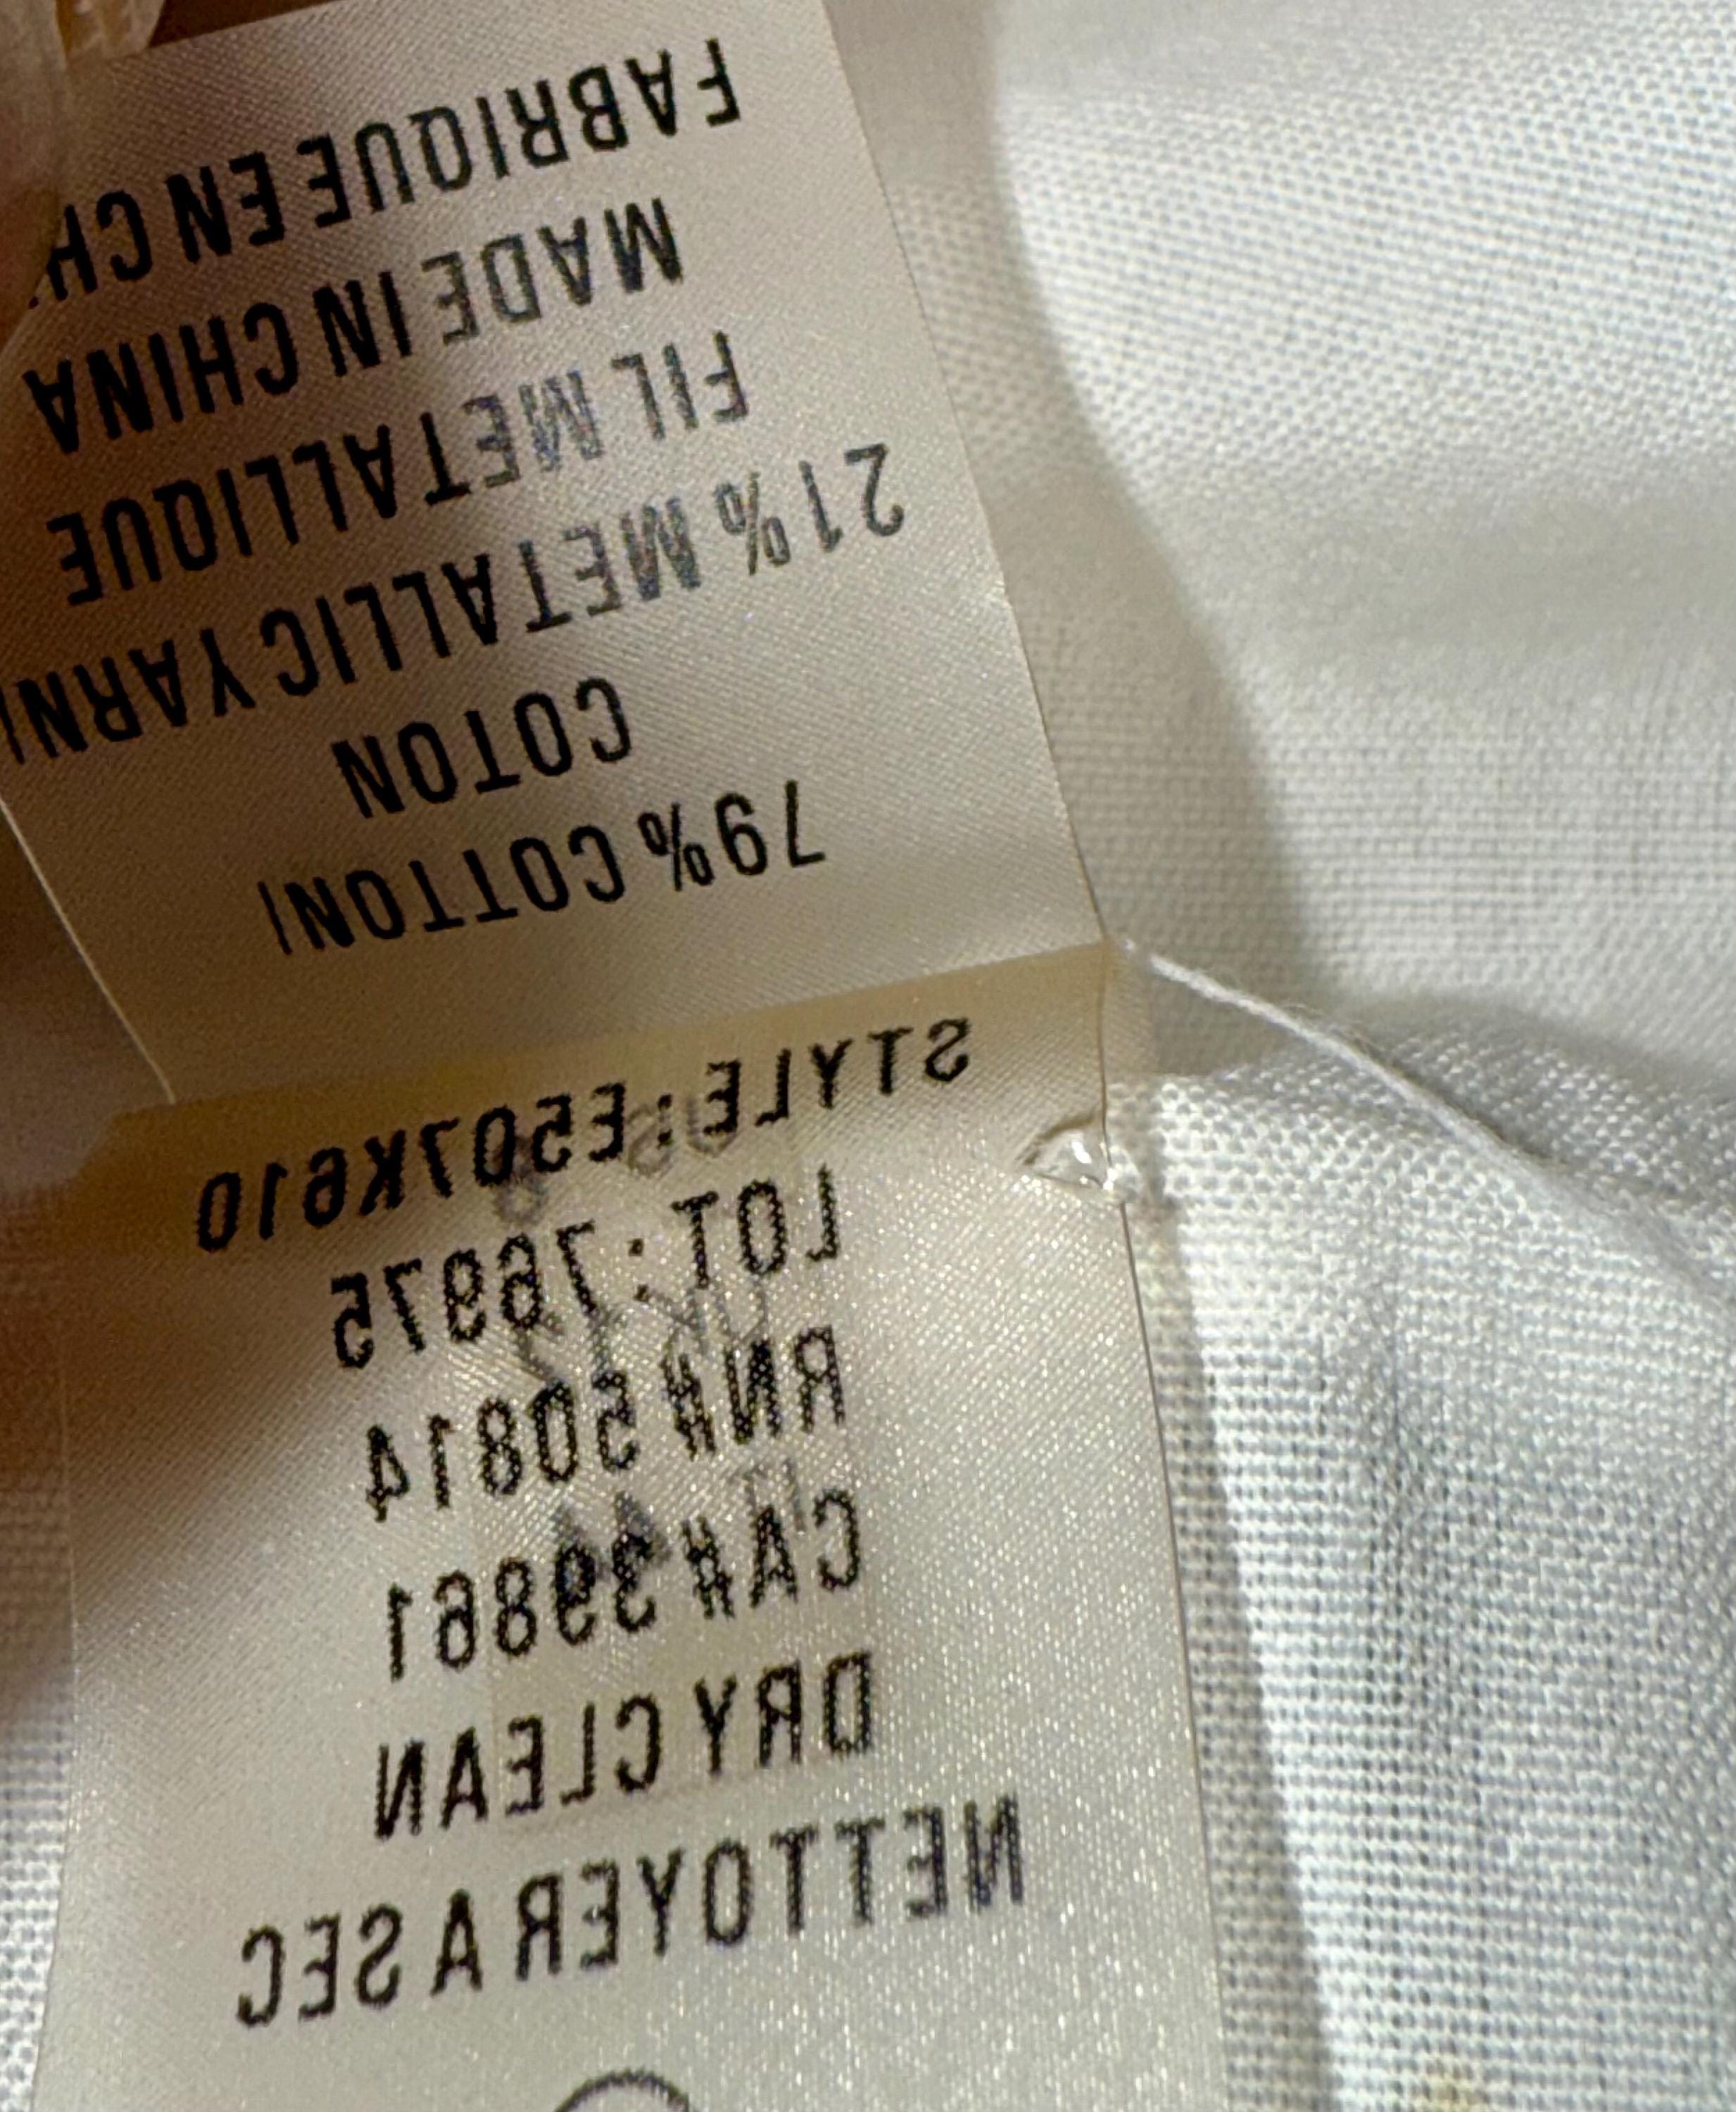 79% COTTON|
COTON
21% METALLIC YARN|
FIL METALLIQUE
MADE IN CHINA
FABRIQUE EN CH
STYLE: E507K610
LOT: 76975
RN# 50814
CA# 39861
DRY CLEAN
NETTOYER A SEC